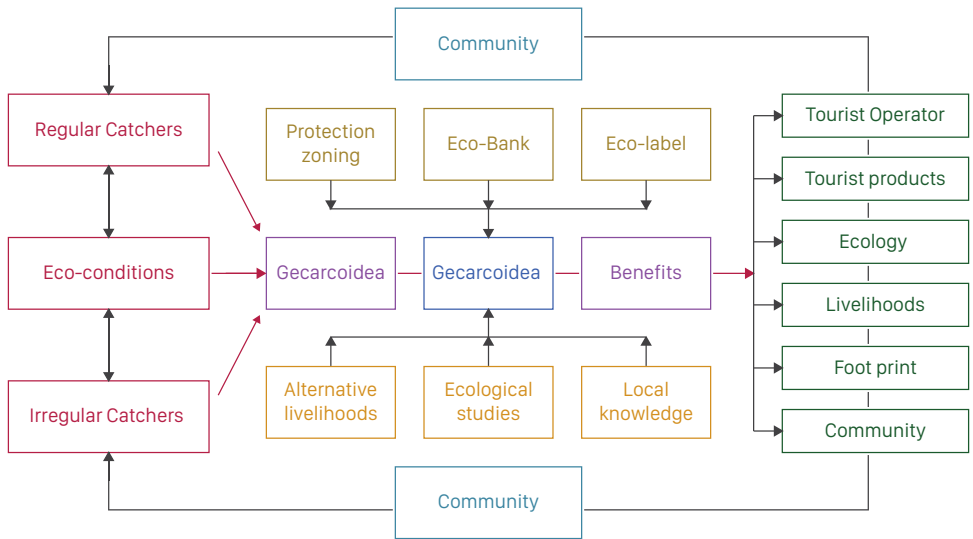 Community
Regular Catchers
Protection
zoning
Eco-Bank
Eco-label
Tourist Operator
Tourist products
Ecology
Eco-conditions
Gecarcoidea
Gecarcoidea
Benefits
Livelihoods
Foot print
Irregular Catchers
Alternative
livelihoods
Ecological
studies
Local
knowledge
Community
Community